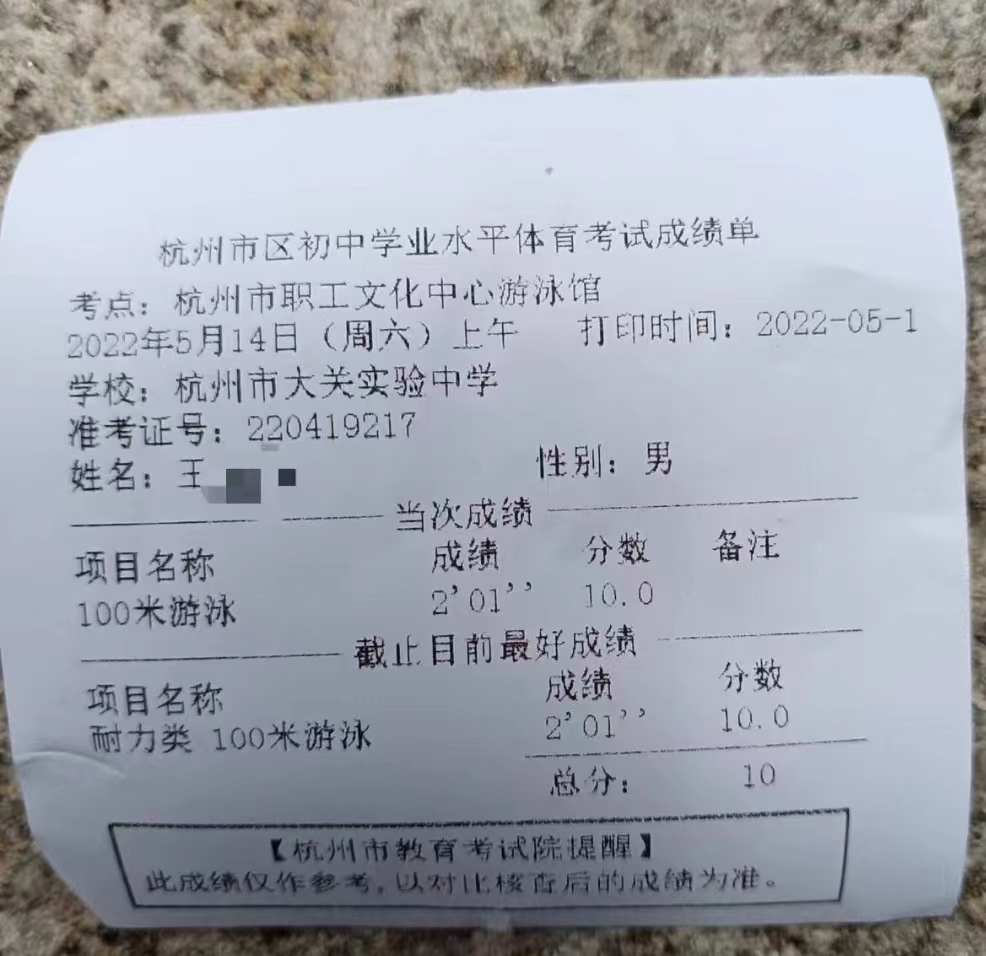 杭州市区初中学业水平体育考试成绩单
考点：杭州市职工文化中心游泳馆
2022年5月14日（周六）上午 打印时间：2022-05-1
学校：杭州市大关实验中学
准考证号：220419217
姓名：王 性别：男
当次成绩
项目名称 成绩 分数 备注
100米游泳 2’01’’ 10.0
截止目前最好成绩
项目名称 成绩 分数
耐力类 100米游泳 2’01’’ 10.0
总分： 10
【杭州市教育考试院提醒】
此成绩仅作参考，以对比核查后的成绩为准。